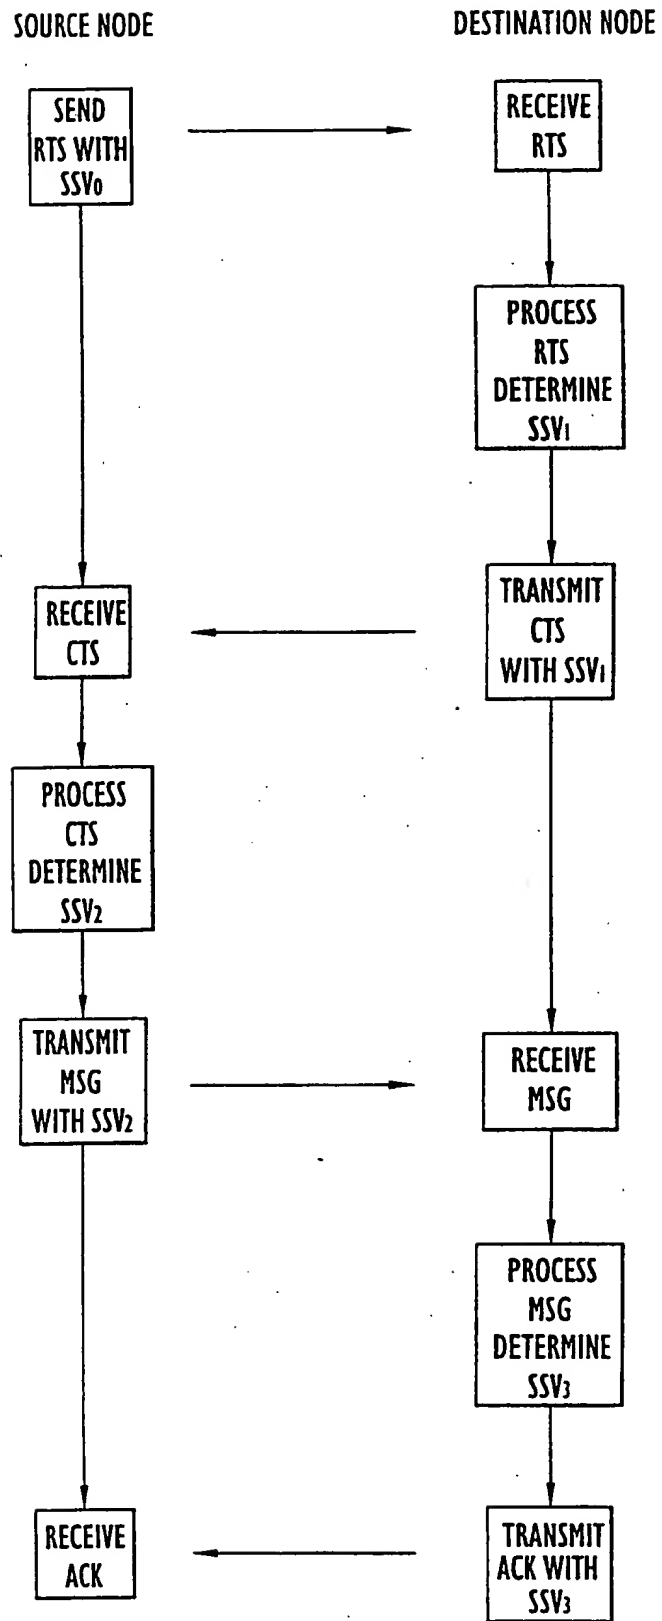 SOURCE NODE
DESTINATION NODE
SEND
RTS WITH
SSV₀
RECEIVE
RTS
PROCESS
RTS
DETERMINE
SSV₁
RECEIVE
CTS
TRANSMIT
CTS
WITH SSV₁
PROCESS
CTS
DETERMINE
SSV₂
TRANSMIT
MSG
WITH SSV₂
RECEIVE
MSG
PROCESS
MSG
DETERMINE
SSV₃
RECEIVE
ACK
TRANSMIT
ACK WITH
SSV₃